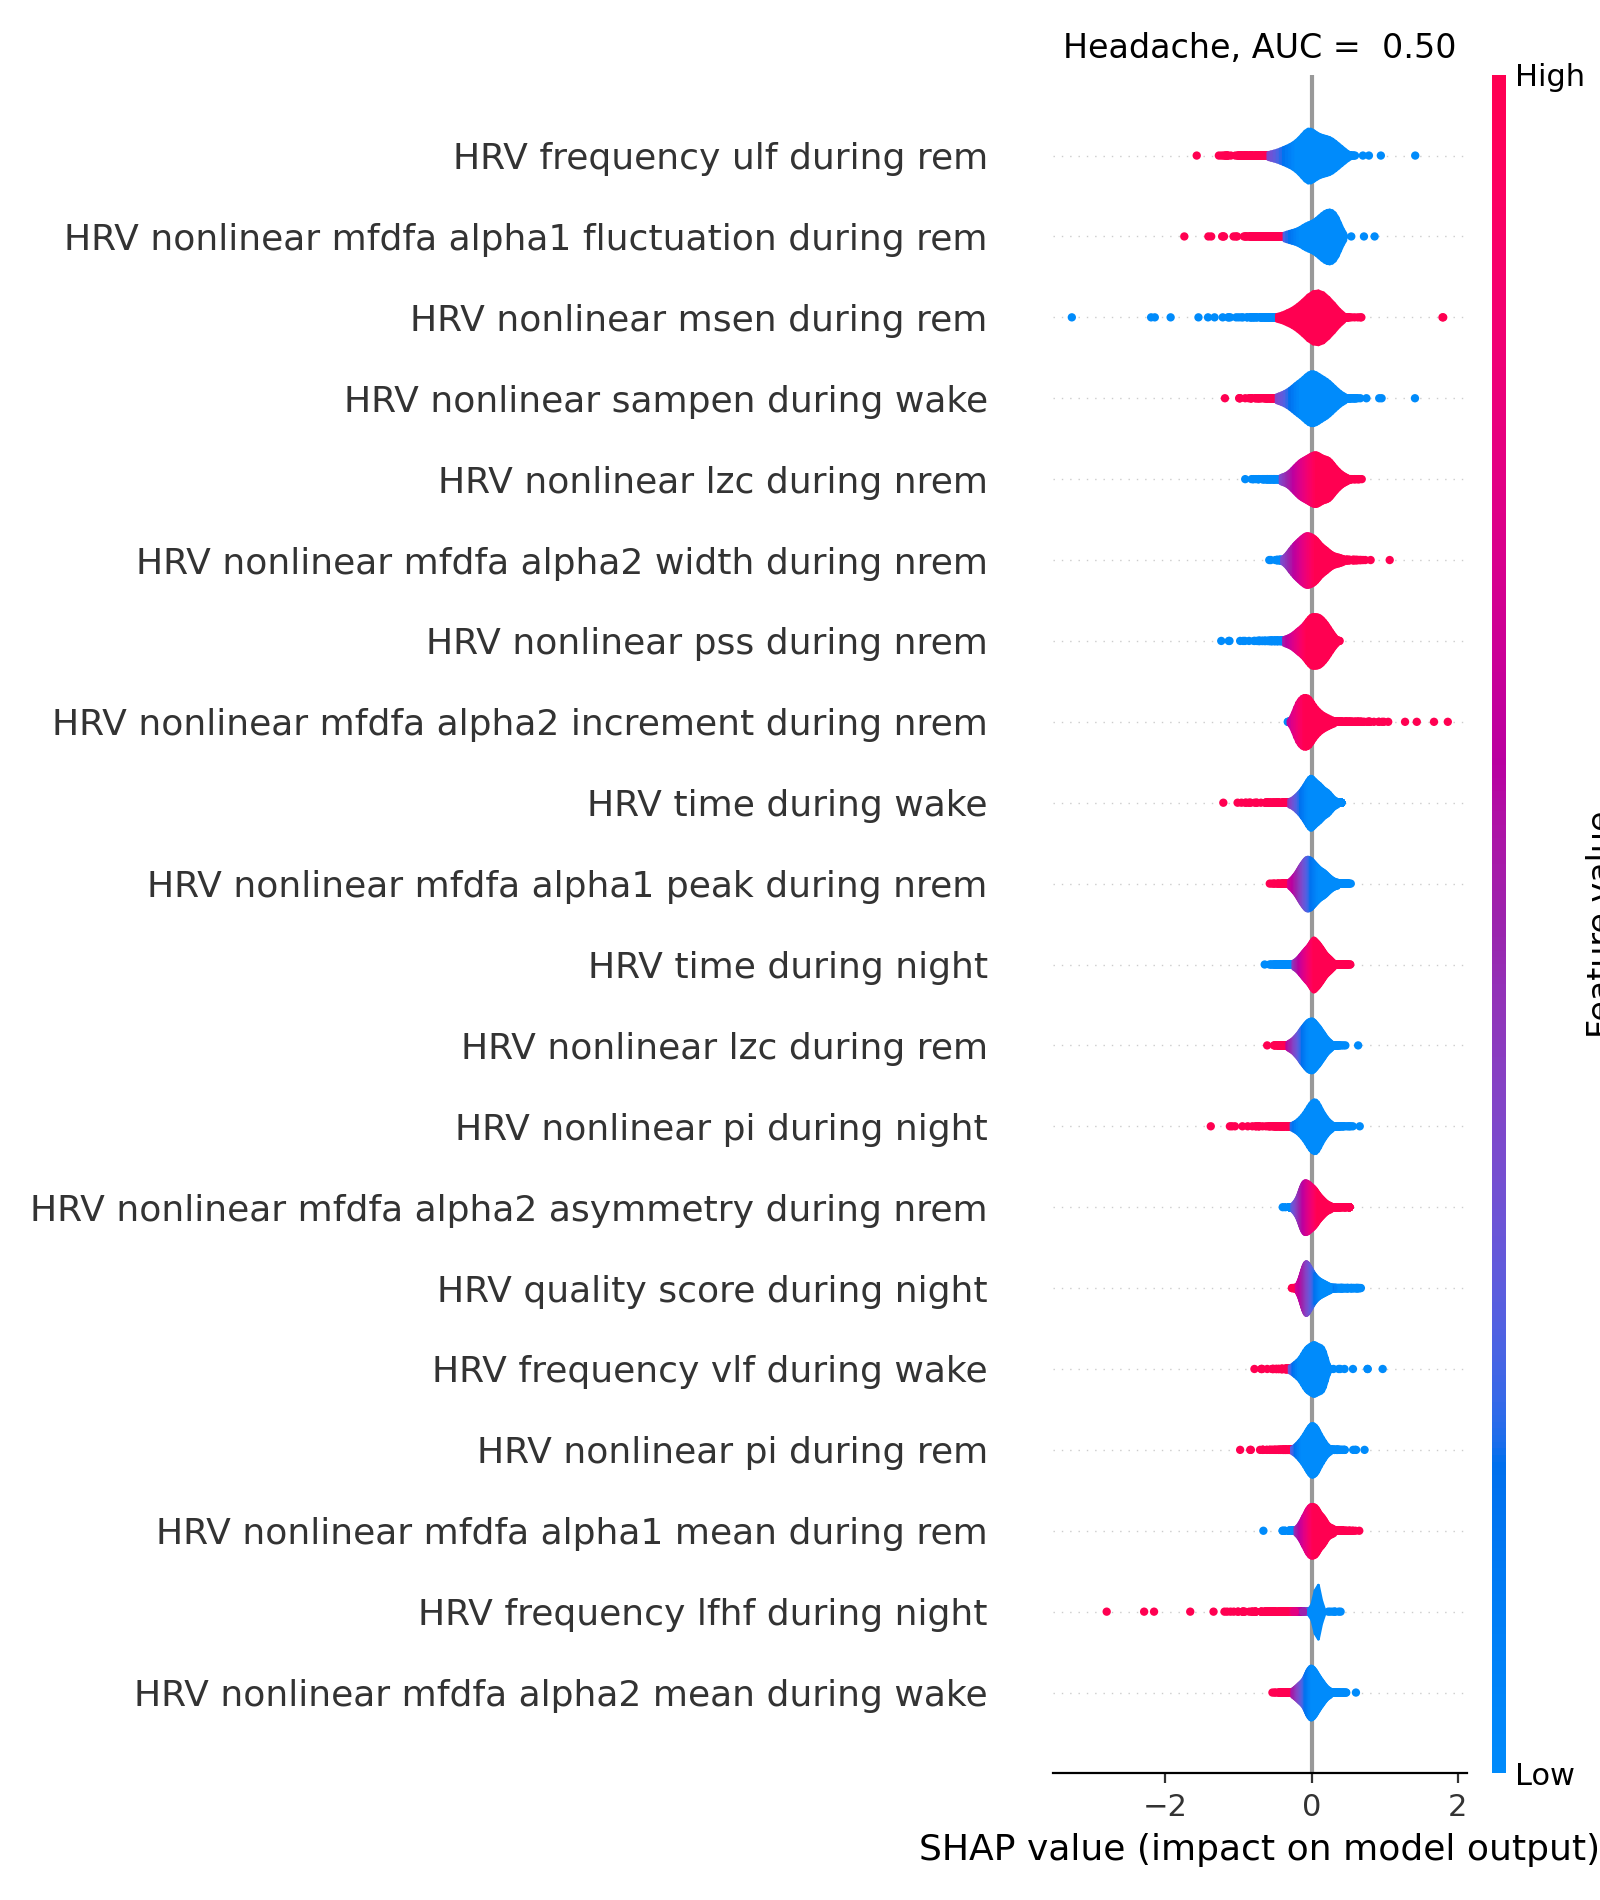 Headache, AUC =  0.50
High
HRV frequency ulf during rem
HRV nonlinear mfdfa alpha1 fluctuation during rem
HRV nonlinear msen during rem
HRV nonlinear sampen during wake
HRV nonlinear lzc during nrem
HRV nonlinear mfdfa alpha2 width during nrem
HRV nonlinear pss during nrem
HRV nonlinear mfdfa alpha2 increment during nrem
HRV time during wake
HRV nonlinear mfdfa alpha1 peak during nrem
HRV time during night
HRV nonlinear lzc during rem
HRV nonlinear pi during night
HRV nonlinear mfdfa alpha2 asymmetry during nrem
HRV quality score during night
HRV frequency vlf during wake
HRV nonlinear pi during rem
HRV nonlinear mfdfa alpha1 mean during rem
HRV frequency lfhf during night
HRV nonlinear mfdfa alpha2 mean during wake
Feature value
Low
−2 0 2
SHAP value (impact on model output)